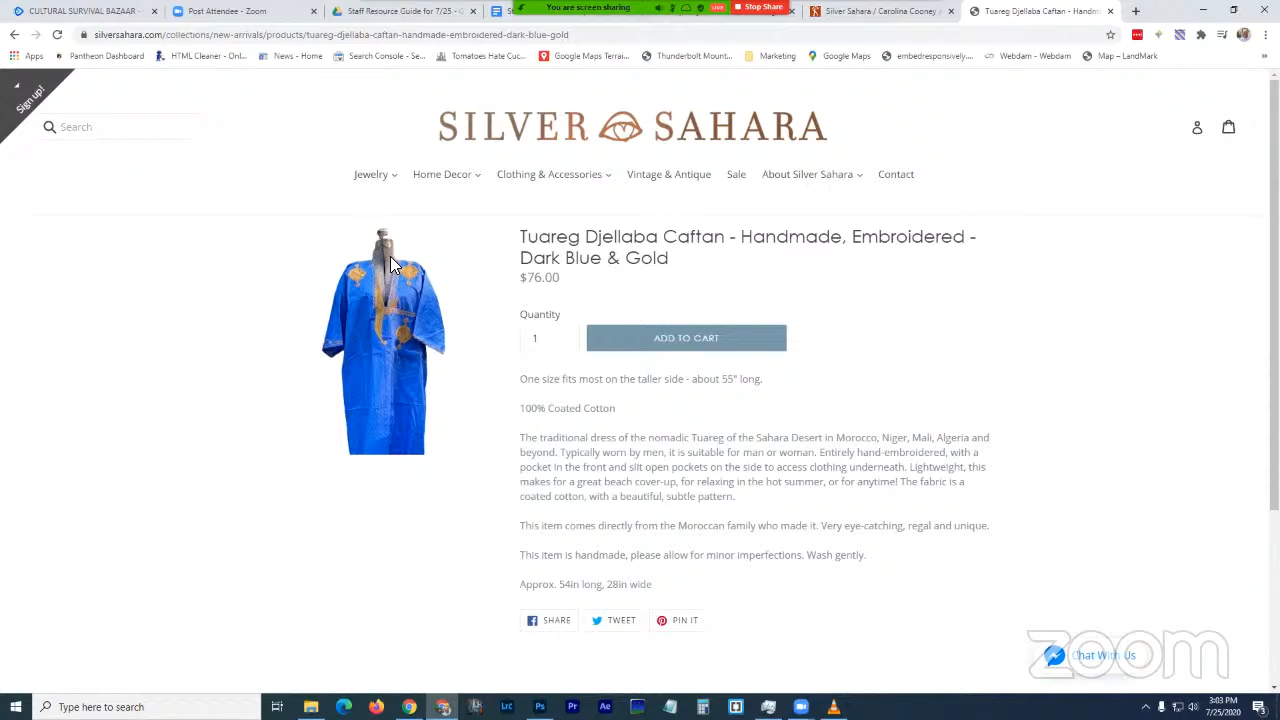 CULTURAL SURVIVAL BAZAAR -
Post Attendee - Zoom
Staff Resource Guide for 7/25 -
You are screen sharing
LIVE
Stop Share
Silver Sahara / Carolina Cooney
Tuareg Djellaba Caftan - Handm
silversahara.com/collections/new-arrivals/products/tuareg-djellaba-caftan-handmade-embroidered-dark-blue-gold
Apps
Pantheon Dashboard
HTML Cleaner - Onl...
News - Home
Search Console - Se...
Tomatoes Hate Cuc...
Google Maps Terrai...
Thunderbolt Mount...
Marketing
Google Maps
embedresponsively....
Webdam - Webdam
Map – LandMark
Sign up!
Search
SILVER SAHARA
Jewelry
Home Decor
Clothing & Accessories
Vintage & Antique
Sale
About Silver Sahara
Contact
Tuareg Djellaba Caftan - Handmade, Embroidered -
Dark Blue & Gold
$76.00
Quantity
1
ADD TO CART
One size fits most on the taller side - about 55" long.
100% Coated Cotton
The traditional dress of the nomadic Tuareg of the Sahara Desert in Morocco, Niger, Mali, Algeria and
beyond. Typically worn by men, it is suitable for man or woman. Entirely hand-embroidered, with a
pocket in the front and slit open pockets on the side to access clothing underneath. Lightweight, this
makes for a great beach cover-up, for relaxing in the hot summer, or for anytime! The fabric is a
coated cotton, with a beautiful, subtle pattern.
This item comes directly from the Moroccan family who made it. Very eye-catching, regal and unique.
This item is handmade, please allow for minor imperfections. Wash gently.
Approx. 54in long, 28in wide
SHARE
TWEET
PIN IT
Chat With Us
zoom
Type here to search
Lrc
Ps
Pr
Ae
3:03 PM
7/25/2020